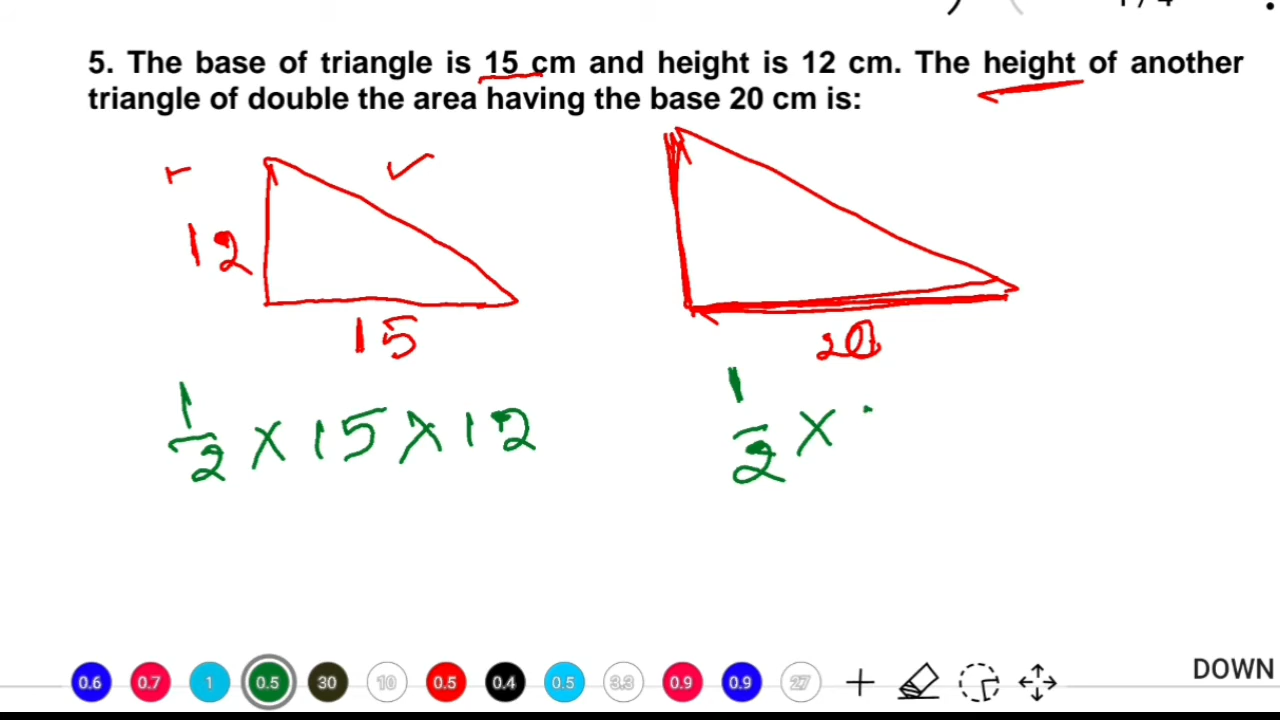 5. The base of triangle is 15 cm and height is 12 cm. The height of another
triangle of double the area having the base 20 cm is:
12
15
20
1/2 × 15 × 12
1/2 ×
0.6 0.7 1 0.5 30 10 0.5 0.4 0.5 3.3 0.9 0.9 27
DOWN